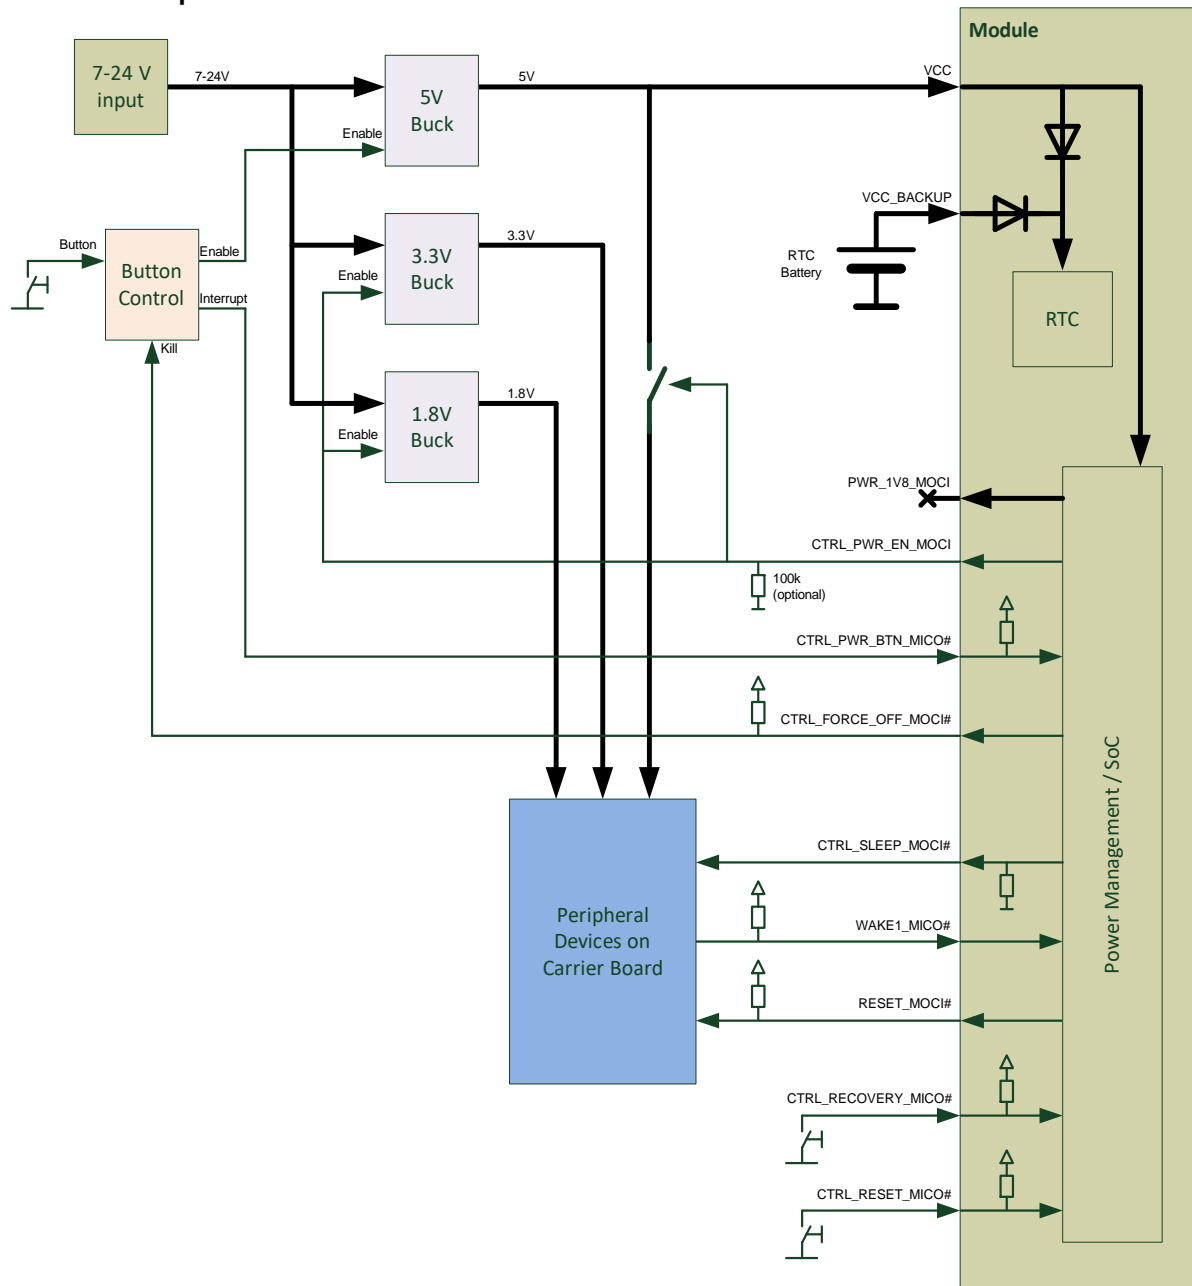 Module
7-24 V
input
7-24V
5V
Buck
5V
VCC
Enable
VCC_BACKUP
Button
Button
Control
Enable
Interrupt
Kill
3.3V
Buck
3.3V
Enable
RTC
Battery
RTC
1.8V
Buck
1.8V
Enable
PWR_1V8_MOCI
CTRL_PWR_EN_MOCI
100k
(optional)
CTRL_PWR_BTN_MICO#
CTRL_FORCE_OFF_MOCI#
Power Management / SoC
CTRL_SLEEP_MOCI#
Peripheral
Devices on
Carrier Board
WAKE1_MICO#
RESET_MOCI#
CTRL_RECOVERY_MICO#
CTRL_RESET_MICO#